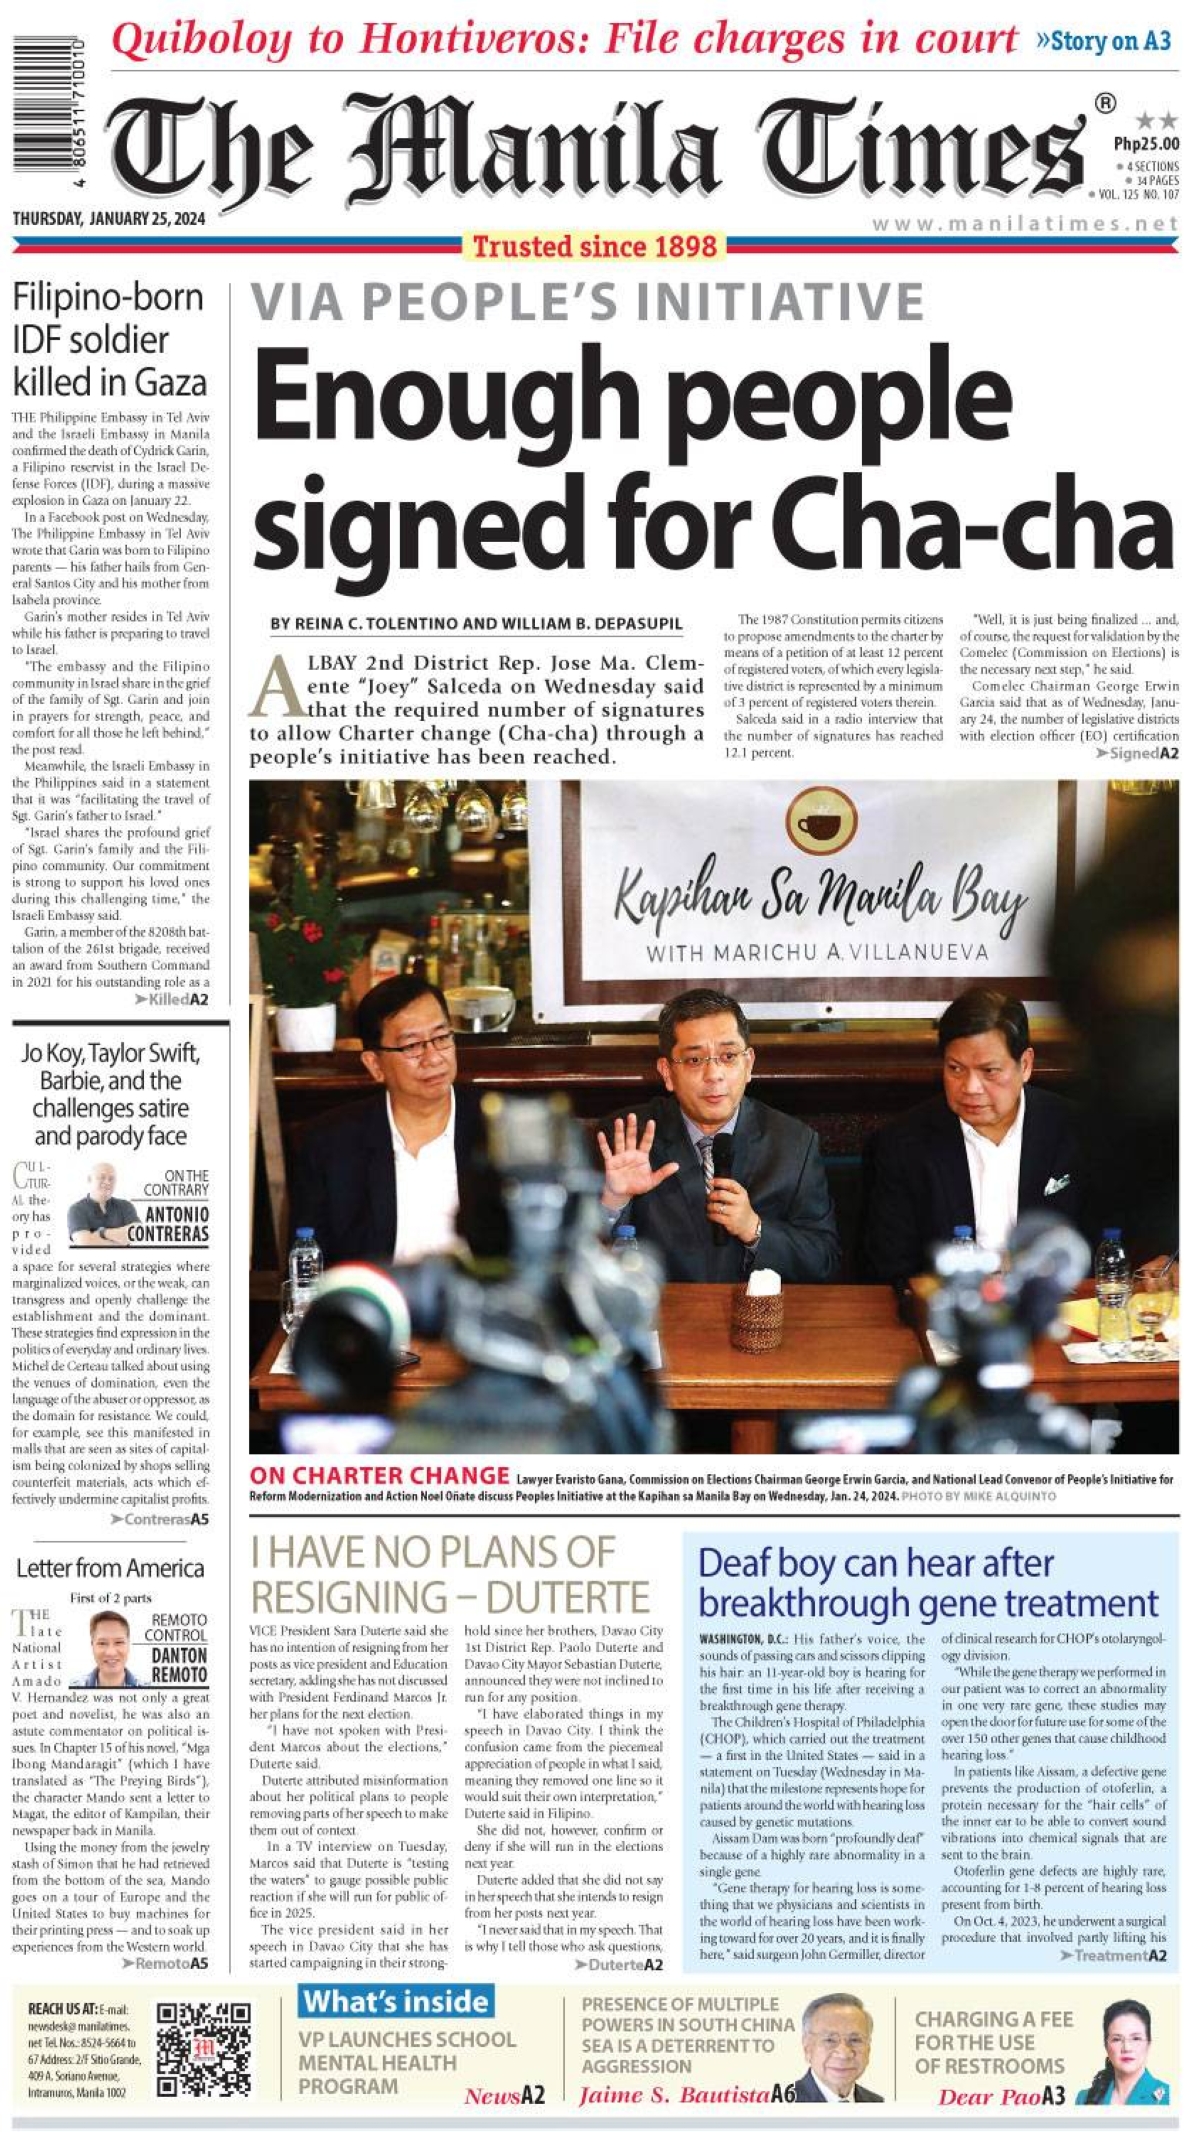 Quiboloy to Hontiveros: File charges in court »Story on A3
4 806511 710010
The Manila Times®
Php25.00
• 4 SECTIONS
• 34 PAGES
• VOL. 125 NO. 107
THURSDAY, JANUARY 25, 2024
www.manilatimes.net
Trusted since 1898
Filipino-born
IDF soldier
killed in Gaza
THE Philippine Embassy in Tel Aviv
and the Israeli Embassy in Manila
confirmed the death of Cydrick Garin,
a Filipino reservist in the Israel De-
fense Forces (IDF), during a massive
explosion in Gaza on January 22.
In a Facebook post on Wednesday,
The Philippine Embassy in Tel Aviv
wrote that Garin was born to Filipino
parents — his father hails from Gen-
eral Santos City and his mother from
Isabela province.
Garin's mother resides in Tel Aviv
while his father is preparing to travel
to Israel.
"The embassy and the Filipino
community in Israel share in the grief
of the family of Sgt. Garin and join
in prayers for strength, peace, and
comfort for all those he left behind,"
the post read.
Meanwhile, the Israeli Embassy in
the Philippines said in a statement
that it was "facilitating the travel of
Sgt. Garin's father to Israel."
"Israel shares the profound grief
of Sgt. Garin's family and the Fili-
pino community. Our commitment
is strong to support his loved ones
during this challenging time," the
Israeli Embassy said.
Garin, a member of the 8208th bat-
talion of the 261st brigade, received
an award from Southern Command
in 2021 for his outstanding role as a
➤KilledA2
Jo Koy, Taylor Swift,
Barbie, and the
challenges satire
and parody face
ON THE
CONTRARY
ANTONIO
CONTRERAS
CUL-
TUR-
AL the-
ory has
pro-
vided
a space for several strategies where
marginalized voices, or the weak, can
transgress and openly challenge the
establishment and the dominant.
These strategies find expression in the
politics of everyday and ordinary lives.
Michel de Certeau talked about using
the venues of domination, even the
language of the abuser or oppressor, as
the domain for resistance. We could,
for example, see this manifested in
malls that are seen as sites of capital-
ism being colonized by shops selling
counterfeit materials, acts which ef-
fectively undermine capitalist profits.
➤ContrerasA5
Letter from America
First of 2 parts
REMOTO
CONTROL
DANTON
REMOTO
THE
late
National
Artist
Amado
V. Hernandez was not only a great
poet and novelist, he was also an
astute commentator on political is-
sues. In Chapter 15 of his novel, "Mga
Ibong Mandaragit" (which I have
translated as "The Preying Birds"),
the character Mando sent a letter to
Magat, the editor of Kampilan, their
newspaper back in Manila.
Using the money from the jewelry
stash of Simon that he had retrieved
from the bottom of the sea, Mando
goes on a tour of Europe and the
United States to buy machines for
their printing press — and to soak up
experiences from the Western world.
➤RemotoA5
VIA PEOPLE'S INITIATIVE
Enough people
signed for Cha-cha
BY REINA C. TOLENTINO AND WILLIAM B. DEPASUPIL
ALBAY 2nd District Rep. Jose Ma. Clem-
ente "Joey" Salceda on Wednesday said
that the required number of signatures
to allow Charter change (Cha-cha) through a
people's initiative has been reached.
The 1987 Constitution permits citizens
to propose amendments to the charter by
means of a petition of at least 12 percent
of registered voters, of which every legisla-
tive district is represented by a minimum
of 3 percent of registered voters therein.
Salceda said in a radio interview that
the number of signatures has reached
12.1 percent.
"Well, it is just being finalized ... and,
of course, the request for validation by the
Comelec (Commission on Elections) is
the necessary next step," he said.
Comelec Chairman George Erwin
Garcia said that as of Wednesday, Janu-
ary 24, the number of legislative districts
with election officer (EO) certification
➤SignedA2
Kapihan Sa Manila Bay
WITH MARICHU A. VILLANUEVA
ON CHARTER CHANGE Lawyer Evaristo Gana, Commission on Elections Chairman George Erwin Garcia, and National Lead Convenor of People's Initiative for
Reform Modernization and Action Noel Oñate discuss Peoples Initiative at the Kapihan sa Manila Bay on Wednesday, Jan. 24, 2024. PHOTO BY MIKE ALQUINTO
I HAVE NO PLANS OF
RESIGNING – DUTERTE
VICE President Sara Duterte said she
has no intention of resigning from her
posts as vice president and Education
secretary, adding she has not discussed
with President Ferdinand Marcos Jr.
her plans for the next election.
"I have not spoken with Presi-
dent Marcos about the elections,"
Duterte said.
Duterte attributed misinformation
about her political plans to people
removing parts of her speech to make
them out of context.
In a TV interview on Tuesday,
Marcos said that Duterte is "testing
the waters" to gauge possible public
reaction if she will run for public of-
fice in 2025.
The vice president said in her
speech in Davao City that she has
started campaigning in their strong-
hold since her brothers, Davao City
1st District Rep. Paolo Duterte and
Davao City Mayor Sebastian Duterte,
announced they were not inclined to
run for any position.
"I have elaborated things in my
speech in Davao City. I think the
confusion came from the piecemeal
appreciation of people in what I said,
meaning they removed one line so it
would suit their own interpretation,"
Duterte said in Filipino.
She did not, however, confirm or
deny if she will run in the elections
next year.
Duterte added that she did not say
in her speech that she intends to resign
from her posts next year.
"I never said that in my speech. That
is why I tell those who ask questions,
➤DuterteA2
Deaf boy can hear after
breakthrough gene treatment
WASHINGTON, D.C.: His father's voice, the
sounds of passing cars and scissors clipping
his hair: an 11-year-old boy is hearing for
the first time in his life after receiving a
breakthrough gene therapy.
The Children's Hospital of Philadelphia
(CHOP), which carried out the treatment
— a first in the United States — said in a
statement on Tuesday (Wednesday in Ma-
nila) that the milestone represents hope for
patients around the world with hearing loss
caused by genetic mutations.
Aissam Dam was born "profoundly deaf"
because of a highly rare abnormality in a
single gene.
"Gene therapy for hearing loss is some-
thing that we physicians and scientists in
the world of hearing loss have been work-
ing toward for over 20 years, and it is finally
here," said surgeon John Germiller, director
of clinical research for CHOP's otolaryngol-
ogy division.
"While the gene therapy we performed in
our patient was to correct an abnormality
in one very rare gene, these studies may
open the door for future use for some of the
over 150 other genes that cause childhood
hearing loss."
In patients like Aissam, a defective gene
prevents the production of otoferlin, a
protein necessary for the "hair cells" of
the inner ear to be able to convert sound
vibrations into chemical signals that are
sent to the brain.
Otoferlin gene defects are highly rare,
accounting for 1-8 percent of hearing loss
present from birth.
On Oct. 4, 2023, he underwent a surgical
procedure that involved partly lifting his
➤TreatmentA2
REACH US AT: E-mail:
newsdesk@manilatimes.
net Tel. Nos.: 8524-5664 to
67 Address: 2/F Sitio Grande,
409 A. Soriano Avenue,
Intramuros, Manila 1002
What's inside
VP LAUNCHES SCHOOL
MENTAL HEALTH
PROGRAM
NewsA2
PRESENCE OF MULTIPLE
POWERS IN SOUTH CHINA
SEA IS A DETERRENT TO
AGGRESSION
Jaime S. BautistaA6
CHARGING A FEE
FOR THE USE
OF RESTROOMS
Dear PaoA3